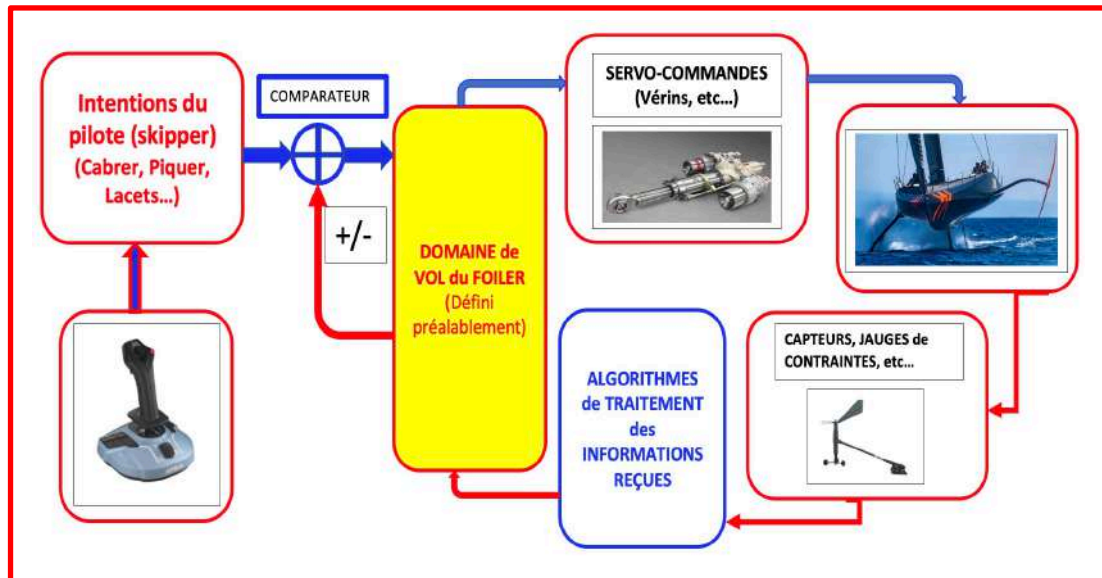 Intentions du
pilote (skipper)
(Cabrer, Piquer,
Lacets...)
COMPARATEUR
+/-
DOMAINE de
VOL du FOILER
(Défini
préalablement)
SERVO-COMMANDES
(Vérins, etc...)
CAPTEURS, JAUGES de
CONTRAINTES, etc...
ALGORITHMES
de TRAITEMENT
des
INFORMATIONS
REÇUES